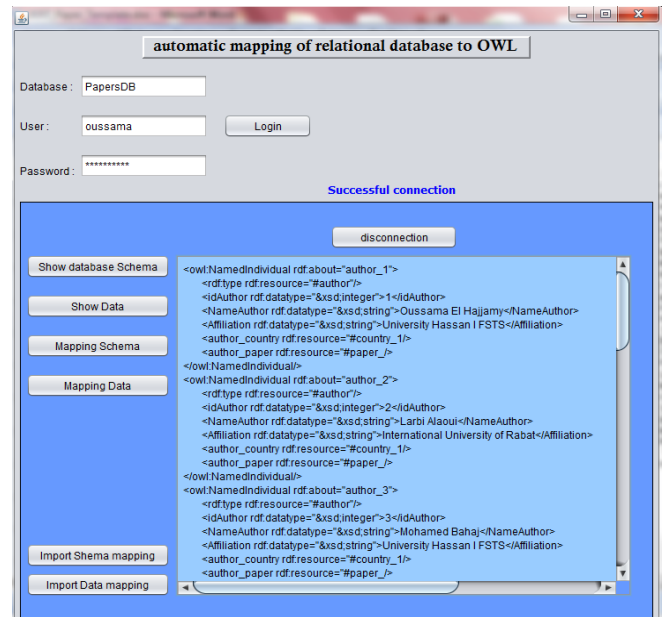 automatic mapping of relational database to OWL
Database : PapersDB
User : oussama Login
Password : **********
Successful connection
disconnection
Show database Schema
Show Data
Mapping Schema
Mapping Data
Import Shema mapping
Import Data mapping
<owl:NamedIndividual rdf:about="author_1">
<rdf:type rdf:resource="#author"/>
<idAuthor rdf:datatype="&xsd;integer">1</idAuthor>
<NameAuthor rdf:datatype="&xsd;string">Oussama El Hajjamy</NameAuthor>
<Affiliation rdf:datatype="&xsd;string">University Hassan I FSTS</Affiliation>
<author_country rdf:resource="#country_1/>
<author_paper rdf:resource="#paper_/>
</owl:NamedIndividual/>
<owl:NamedIndividual rdf:about="author_2">
<rdf:type rdf:resource="#author"/>
<idAuthor rdf:datatype="&xsd;integer">2</idAuthor>
<NameAuthor rdf:datatype="&xsd;string">Larbi Alaoui</NameAuthor>
<Affiliation rdf:datatype="&xsd;string">International University of Rabat</Affiliation>
<author_country rdf:resource="#country_1/>
<author_paper rdf:resource="#paper_/>
</owl:NamedIndividual/>
<owl:NamedIndividual rdf:about="author_3">
<rdf:type rdf:resource="#author"/>
<idAuthor rdf:datatype="&xsd;integer">3</idAuthor>
<NameAuthor rdf:datatype="&xsd;string">Mohamed Bahaj</NameAuthor>
<Affiliation rdf:datatype="&xsd;string">University Hassan I FSTS</Affiliation>
<author_country rdf:resource="#country_1/>
<author_paper rdf:resource="#paper_/>